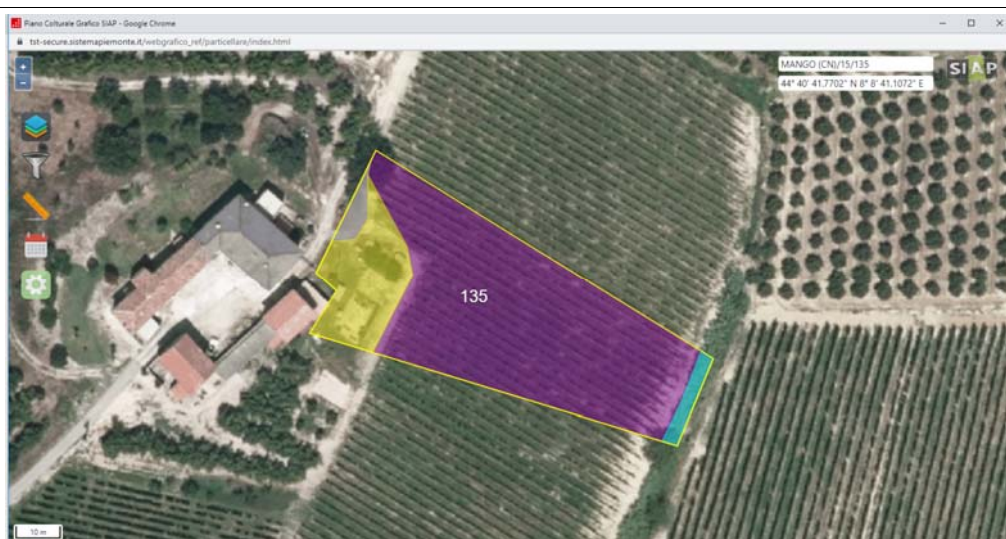 Piano Colturale Grafico SIAP - Google Chrome
tst-secure.sistemapiemonte.it/webgrafico_ref/particellare/index.html
MANGO (CN)/15/135
SIAP
44° 40' 41.7702" N 8° 8' 41.1072" E
135
10 m